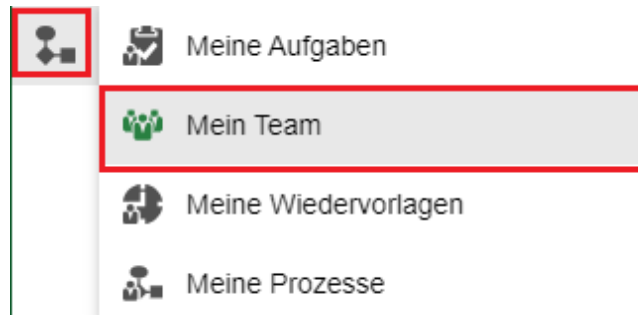 Meine Aufgaben
Mein Team
Meine Wiedervorlagen
Meine Prozesse